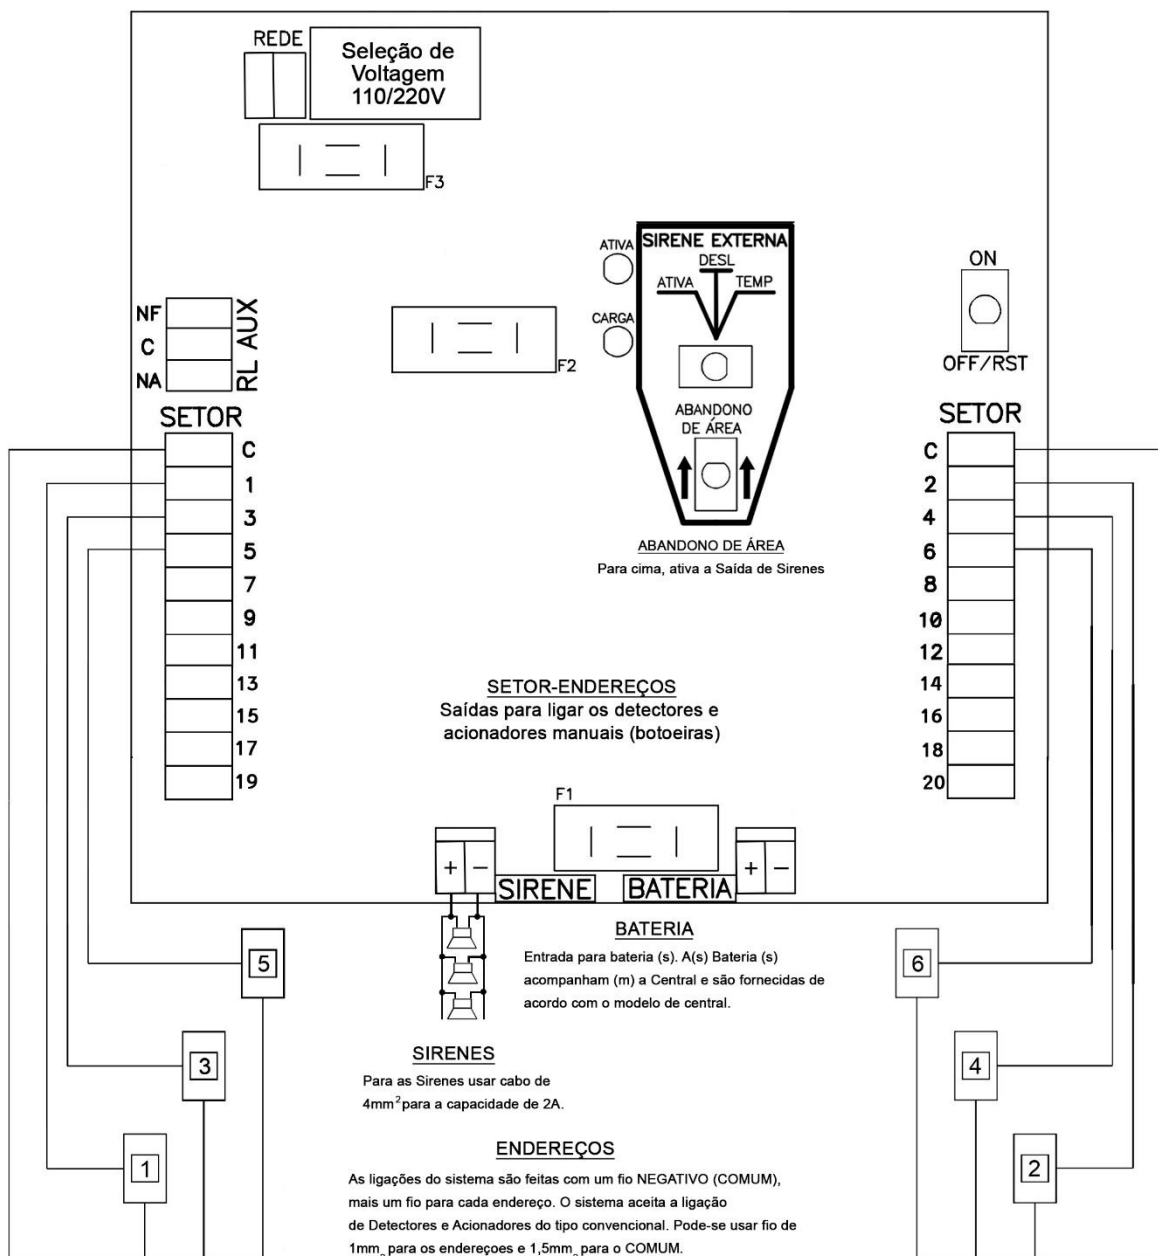 REDE
Seleção de
Voltagem
110/220V
F3
SIRENE EXTERNA
ATIVA
DESL
ATIVA
TEMP
CARGA
ON
OFF/RST
NF
C
NA
RL AUX
F2
ABANDONO
DE ÁREA
SETOR
C
1
3
5
7
9
11
13
15
17
19
SETOR
C
2
4
6
8
10
12
14
16
18
20
ABANDONO DE ÁREA
Para cima, ativa a Saída de Sirenes
SETOR-ENDEREÇOS
Saídas para ligar os detectores e
acionadores manuais (botoeiras)
F1
+ −
SIRENE
BATERIA
+ −
BATERIA
Entrada para bateria (s). A(s) Bateria (s)
acompanham (m) a Central e são fornecidas de
acordo com o modelo de central.
5
6
SIRENES
Para as Sirenes usar cabo de
4mm² para a capacidade de 2A.
3
4
ENDEREÇOS
As ligações do sistema são feitas com um fio NEGATIVO (COMUM),
mais um fio para cada endereço. O sistema aceita a ligação
de Detectores e Acionadores do tipo convencional. Pode-se usar fio de
1mm₂ para os endereçoes e 1,5mm₂ para o COMUM.
1
2